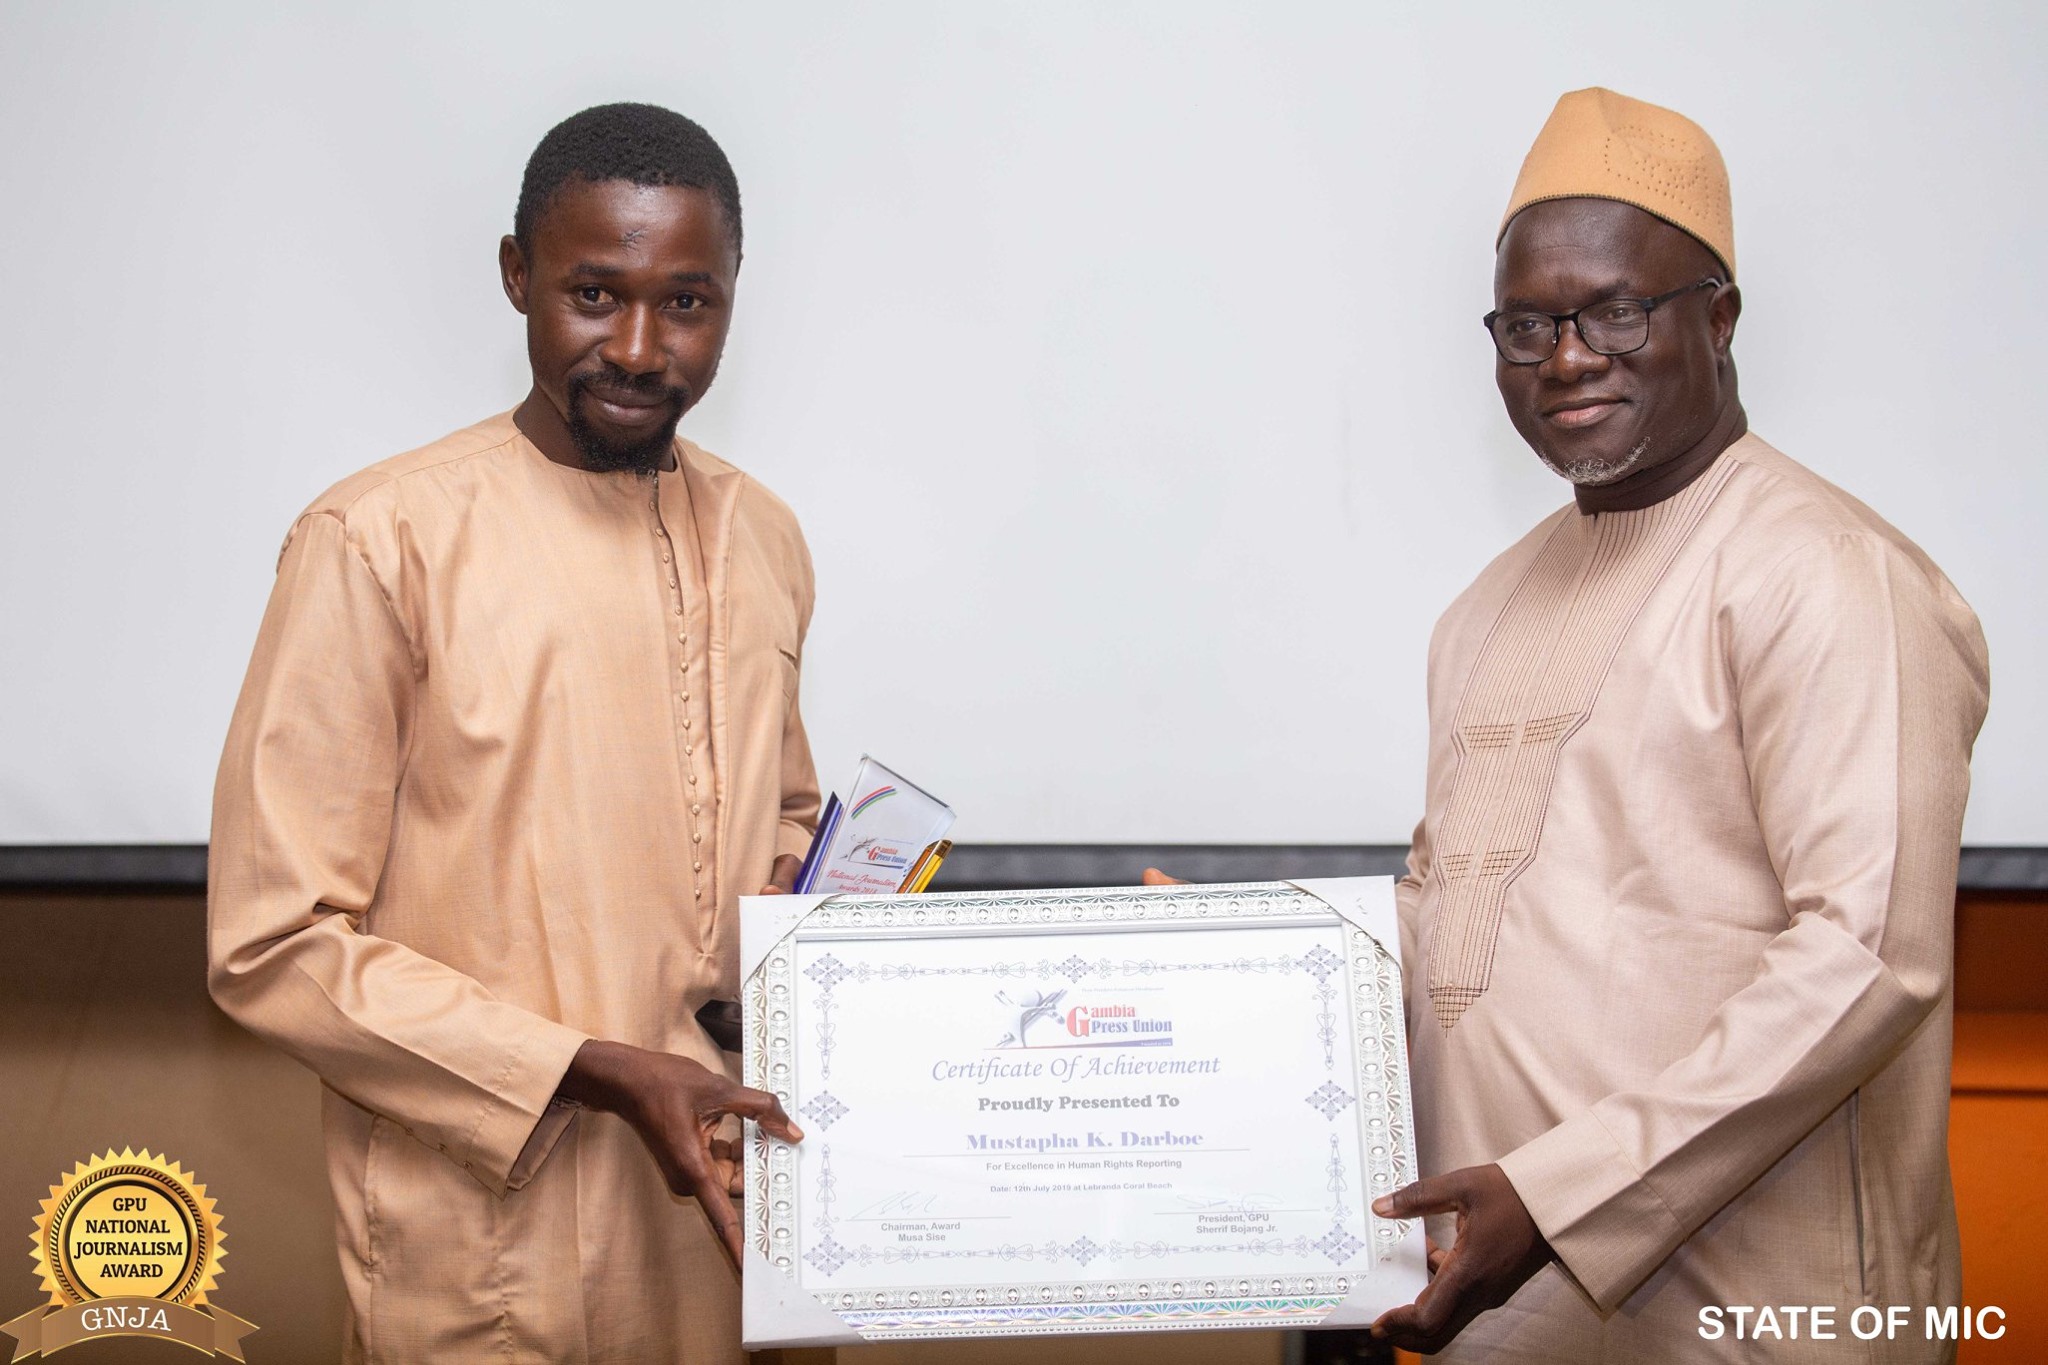 Gambia
Press Union
National Journalism
Awards 2018
Gambia
Press Union
Certificate Of Achievement
Proudly Presented To
Mustapha K. Darboe
For Excellence in Human Rights Reporting
Date: 12th July 2019 at Lebranda Coral Beach
Chairman, Award
Musa Sise
President, GPU
Sherrif Bojang Jr.
GPU
NATIONAL
JOURNALISM
AWARD
GNJA
STATE OF MIC